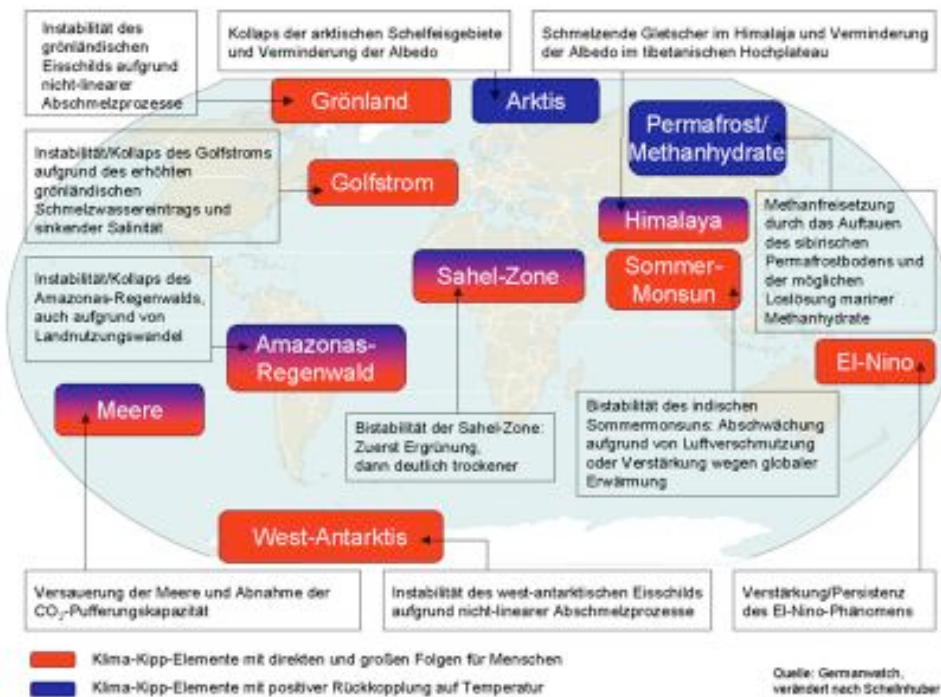 Instabilität des
grönländischen
Eisschilds aufgrund
nicht-linearer
Abschmelzprozesse
Kollaps der arktischen Schelfeisgebiete
und Verminderung der Albedo
Schmelzende Gletscher im Himalaja und Verminderung
der Albedo im tibetanischen Hochplateau
Grönland
Arktis
Permafrost/
Methanhydrate
Instabilität/Kollaps des Golfstroms
aufgrund des erhöhten
grönländischen
Schmelzwassereintrags und
sinkender Salinität
Golfstrom
Himalaya
Methanfreisetzung
durch das Auftauen
des sibirischen
Permafrostbodens und
der möglichen
Loslösung mariner
Methanhydrate
Sahel-Zone
Sommer-
Monsun
Instabilität/Kollaps des
Amazonas-Regenwalds,
auch aufgrund von
Landnutzungswandel
Amazonas-
Regenwald
El-Nino
Meere
Bistabilität der Sahel-Zone:
Zuerst Ergrünung,
dann deutlich trockener
Bistabilität des indischen
Sommermonsuns: Abschwächung
aufgrund von Luftverschmutzung
oder Verstärkung wegen globaler
Erwärmung
West-Antarktis
Versauerung der Meere und Abnahme der
CO₂-Pufferungskapazität
Instabilität des west-antarktischen Eisschilds
aufgrund nicht-linearer Abschmelzprozesse
Verstärkung/Persistenz
des El-Nino-Phänomens
Klima-Kipp-Elemente mit direkten und großen Folgen für Menschen
Klima-Kipp-Elemente mit positiver Rückkopplung auf Temperatur
Quelle: Germanwatch,
verändert nach Schellnhuber